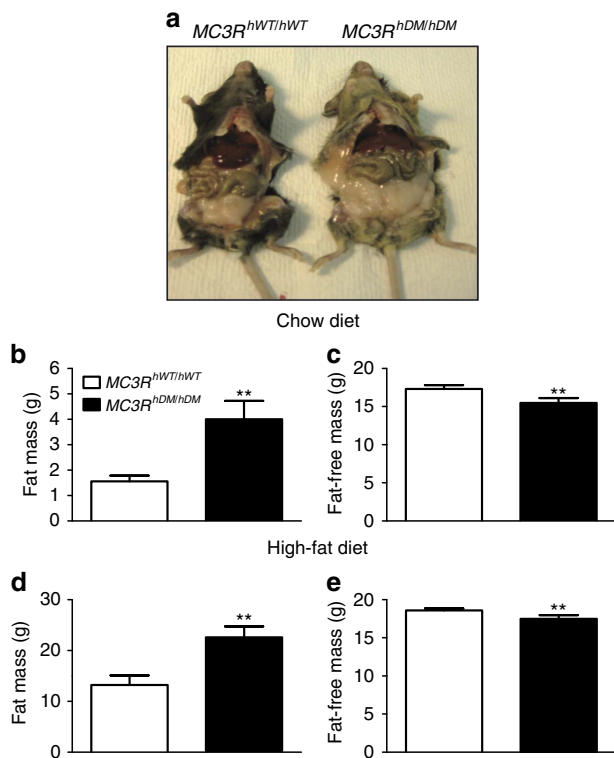 a
MC3R^hWT/hWT MC3R^hDM/hDM
Chow diet
b
MC3R^hWT/hWT
MC3R^hDM/hDM
**
Fat mass (g)
6
5
4
3
2
1
0
c
**
Fat-free mass (g)
20
15
10
5
0
High-fat diet
d
**
Fat mass (g)
30
20
10
0
e
**
Fat-free mass (g)
20
15
10
5
0